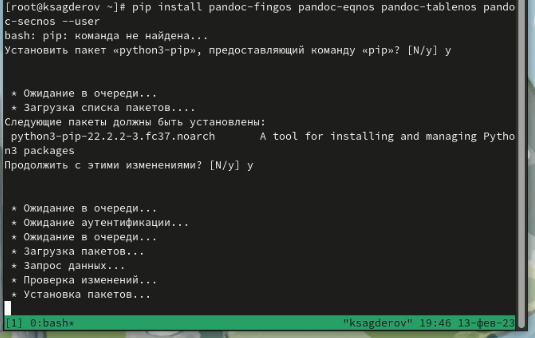 [root@ksagderov ~]# pip install pandoc-fingos pandoc-eqnos pandoc-tablenos pando
c-secnos --user
bash: pip: команда не найдена...
Установить пакет «python3-pip», предоставляющий команду «pip»? [N/y] y
* Ожидание в очереди...
* Загрузка списка пакетов....
Следующие пакеты должны быть установлены:
python3-pip-22.2.2-3.fc37.noarch A tool for installing and managing Pytho
n3 packages
Продолжить с этими изменениями? [N/y] y
* Ожидание в очереди...
* Ожидание аутентификации...
* Ожидание в очереди...
* Загрузка пакетов...
* Запрос данных...
* Проверка изменений...
* Установка пакетов...
[1] 0:bash* "ksagderov" 19:46 13-фев-23